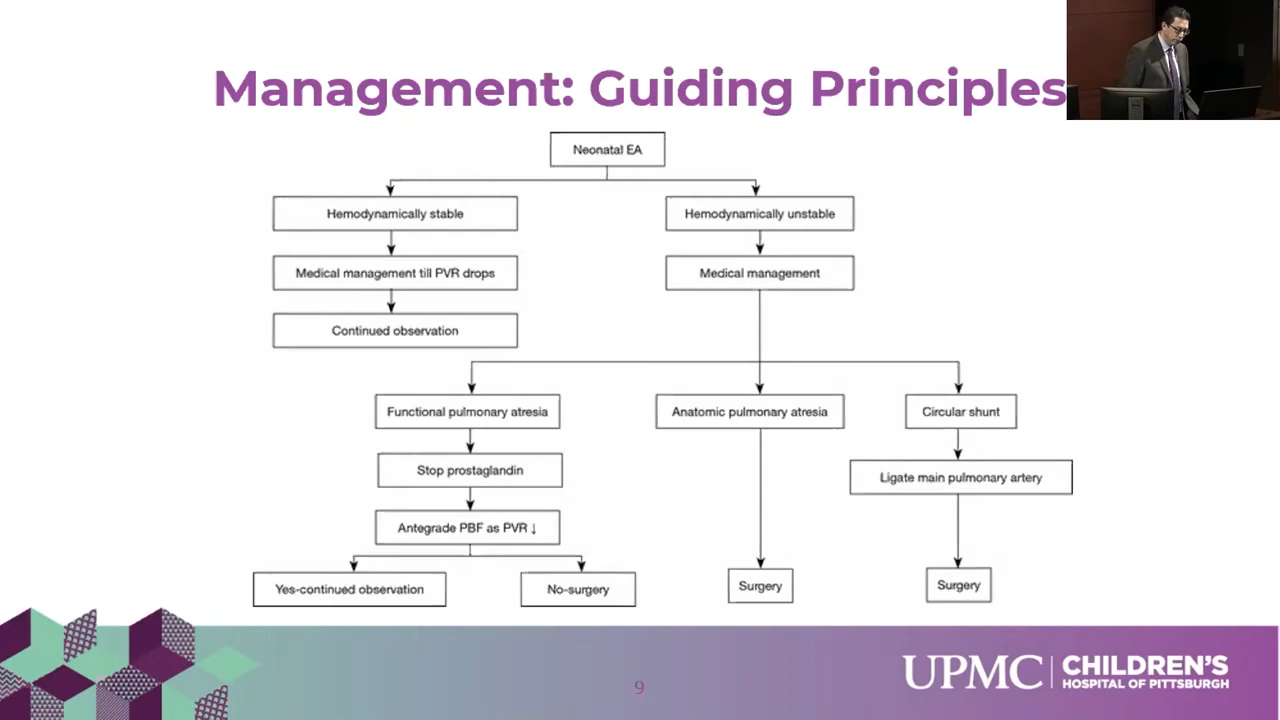 Management: Guiding Principles
Neonatal EA
Hemodynamically stable
Hemodynamically unstable
Medical management till PVR drops
Medical management
Continued observation
Functional pulmonary atresia
Anatomic pulmonary atresia
Circular shunt
Stop prostaglandin
Ligate main pulmonary artery
Antegrade PBF as PVR ↓
Yes-continued observation
No-surgery
Surgery
Surgery
9
UPMC
CHILDREN'S
HOSPITAL OF PITTSBURGH